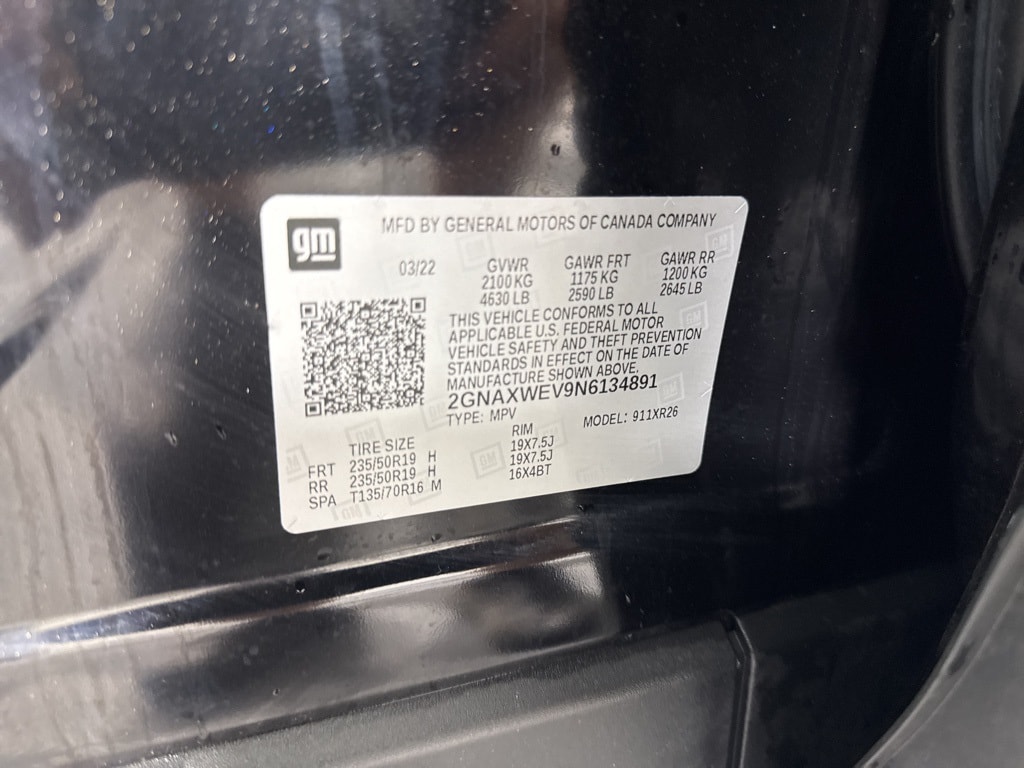 gm
MFD BY GENERAL MOTORS OF CANADA COMPANY
03/22 GVWR GAWR FRT GAWR RR
2100 KG 1175 KG 1200 KG
4630 LB 2590 LB 2645 LB
THIS VEHICLE CONFORMS TO ALL
APPLICABLE U.S. FEDERAL MOTOR
VEHICLE SAFETY AND THEFT PREVENTION
STANDARDS IN EFFECT ON THE DATE OF
MANUFACTURE SHOWN ABOVE.
2GNAXWEV9N6134891
TYPE: MPV MODEL: 911XR26
TIRE SIZE RIM
FRT 235/50R19 H 19X7.5J
RR 235/50R19 H 19X7.5J
SPA T135/70R16 M 16X4BT